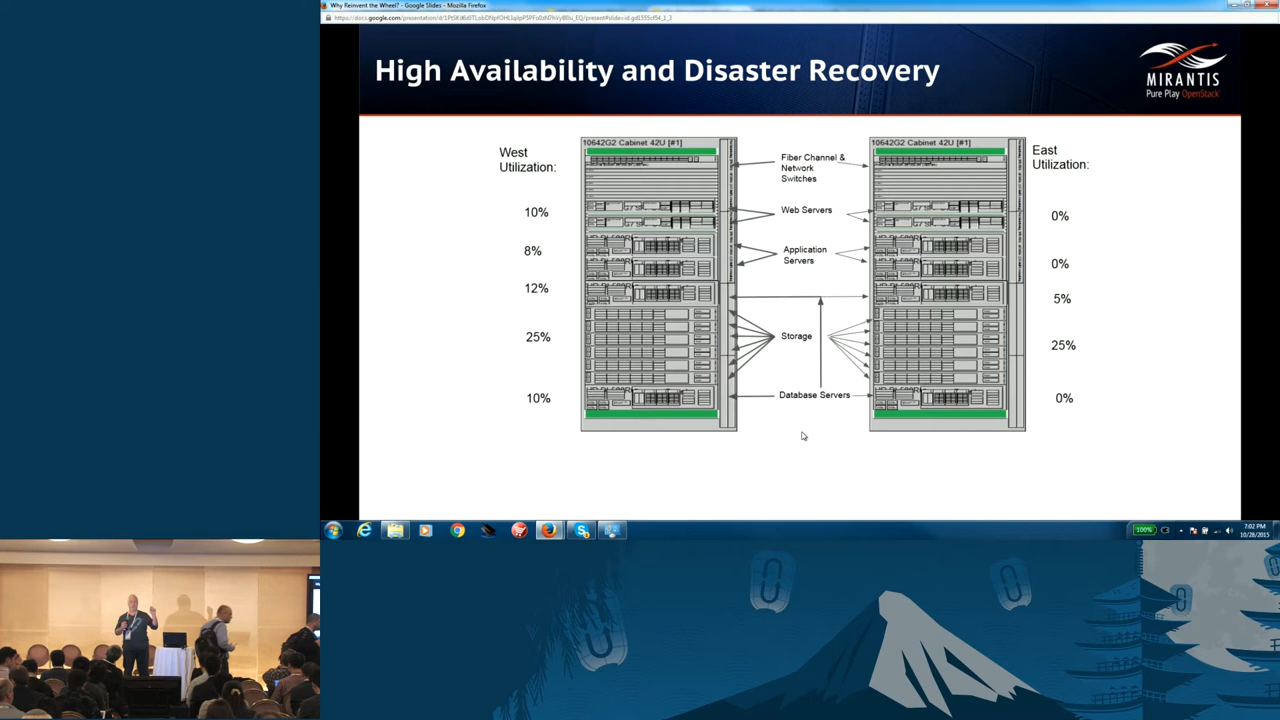 Why Reinvent the Wheel? - Google Slides - Mozilla Firefox
High Availability and Disaster Recovery
MIRANTIS
Pure Play OpenStack
West
Utilization:
10%
8%
12%
25%
10%
10642G2 Cabinet 42U [#1]
Fiber Channel &
Network
Switches
Web Servers
Application
Servers
Storage
Database Servers
10642G2 Cabinet 42U [#1]
East
Utilization:
0%
0%
5%
25%
0%
100%
7:02 PM
10/28/2015